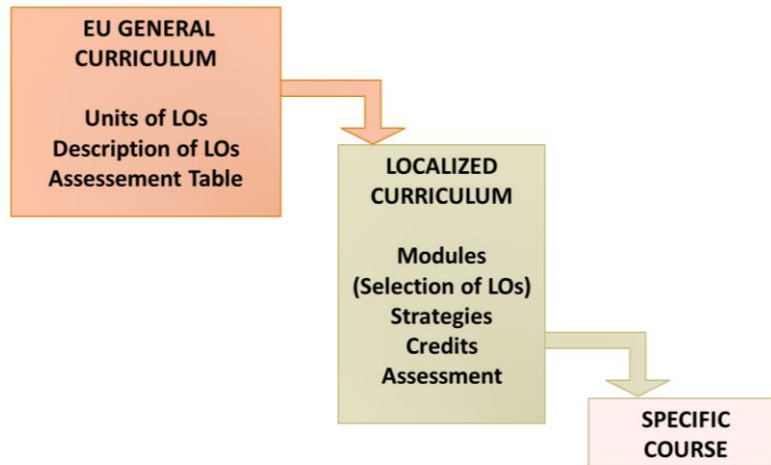 EU GENERAL
CURRICULUM
Units of LOs
Description of LOs
Assessement Table
LOCALIZED
CURRICULUM
Modules
(Selection of LOs)
Strategies
Credits
Assessment
SPECIFIC
COURSE